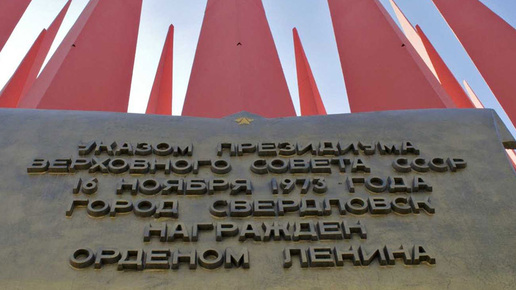 УКАЗОМ ПРЕЗИДИУМА
ВЕРХОВНОГО СОВЕТА СССР
16 НОЯБРЯ 1973 ГОДА
ГОРОД СВЕРДЛОВСК
НАГРАЖДЕН
ОРДЕНОМ ЛЕНИНА